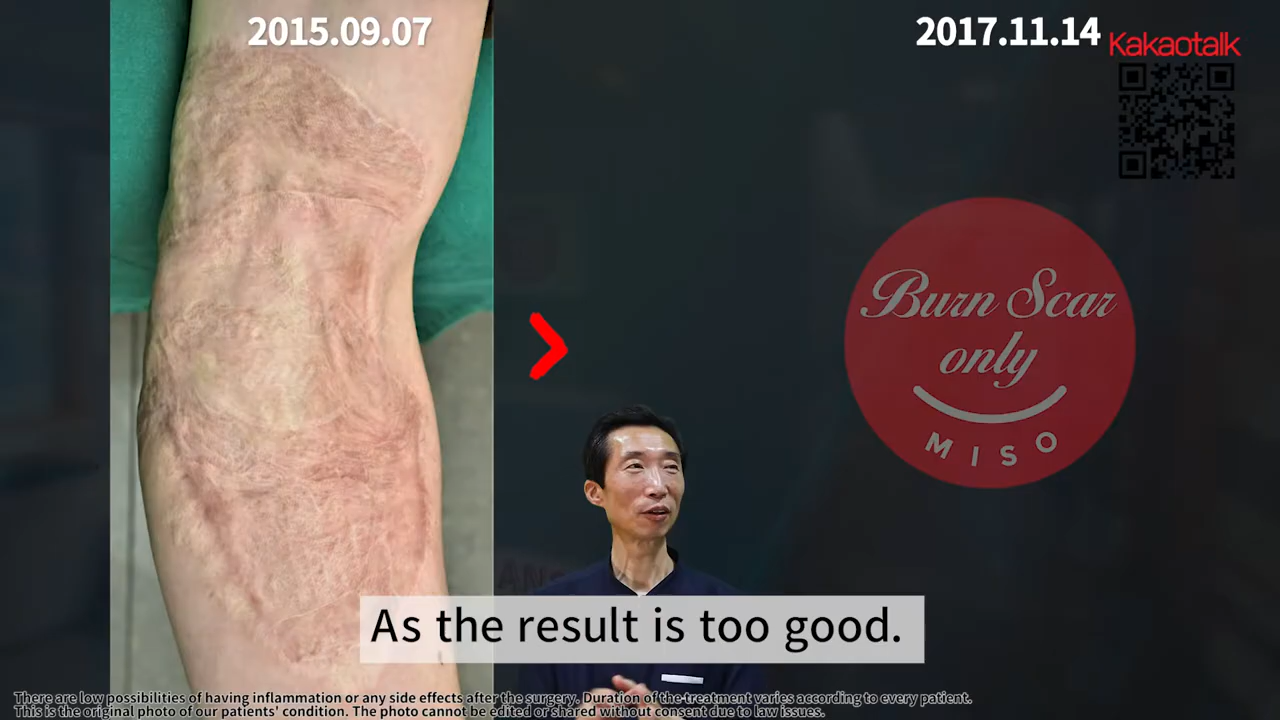 2015.09.07
2017.11.14
Kakaotalk
Burn Scar
only
MISO
As the result is too good.
There are low possibilities of having inflammation or any side effects after the surgery. Duration of the treatment varies according to every patient.
This is the original photo of our patients' condition. The photo cannot be edited or shared without consent due to law issues.